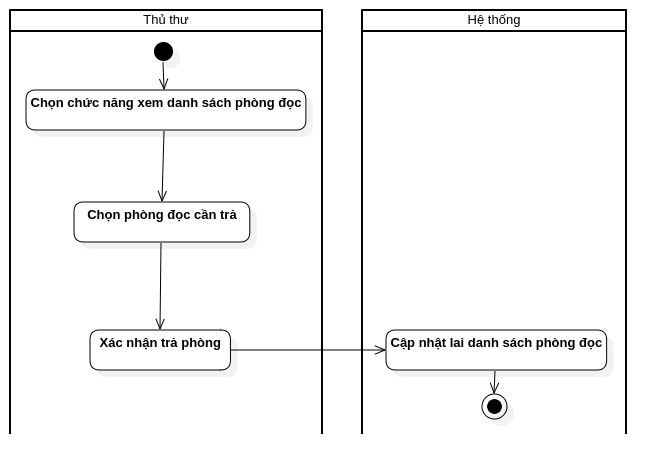 Thủ thư
Hệ thống
Chọn chức năng xem danh sách phòng đọc
Chọn phòng đọc cần trả
Xác nhận trả phòng
Cập nhật lai danh sách phòng đọc